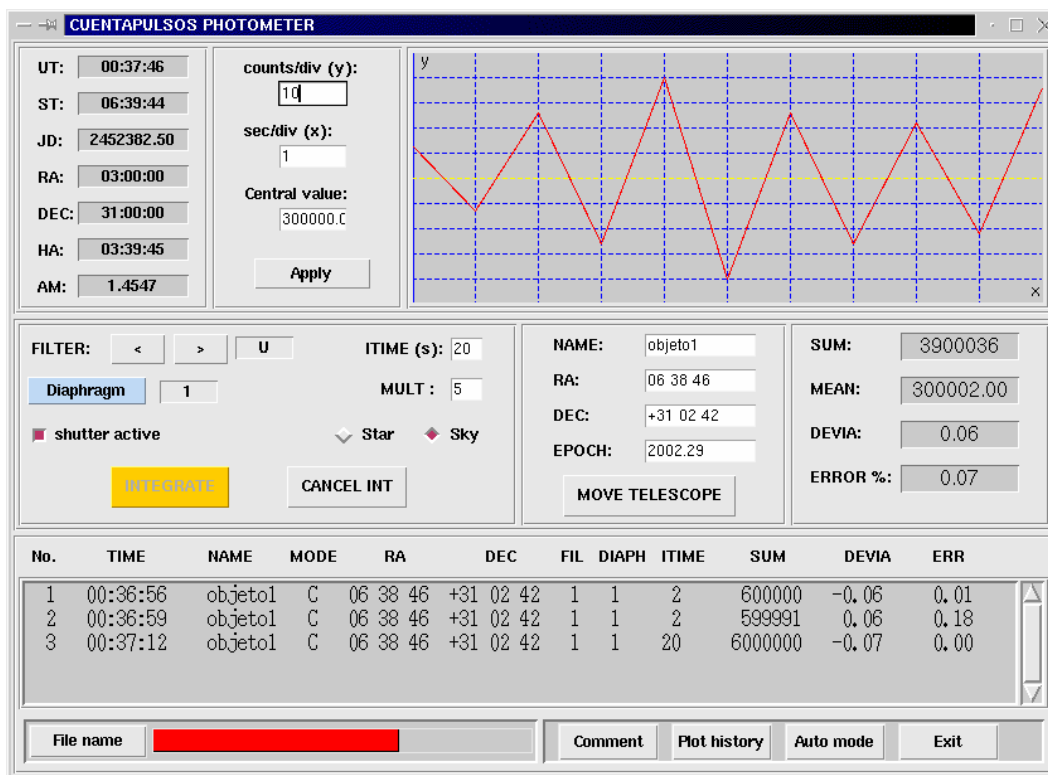 CUENTAPULSOS PHOTOMETER
UT: 00:37:46
ST: 06:39:44
JD: 2452382.50
RA: 03:00:00
DEC: 31:00:00
HA: 03:39:45
AM: 1.4547
counts/div (y):
10
sec/div (x):
1
Central value:
300000.0
Apply
y
x
FILTER: < > U ITIME (s): 20
Diaphragm 1 MULT : 5
shutter active Star Sky
INTEGRATE CANCEL INT
NAME: objeto1
RA: 06 38 46
DEC: +31 02 42
EPOCH: 2002.29
MOVE TELESCOPE
SUM: 3900036
MEAN: 300002.00
DEVIA: 0.06
ERROR %: 0.07
No. TIME NAME MODE RA DEC FIL DIAPH ITIME SUM DEVIA ERR
1 00:36:56 objeto1 C 06 38 46 +31 02 42 1 1 2 600000 -0.06 0.01
2 00:36:59 objeto1 C 06 38 46 +31 02 42 1 1 2 599991 0.06 0.18
3 00:37:12 objeto1 C 06 38 46 +31 02 42 1 1 20 6000000 -0.07 0.00
File name Comment Plot history Auto mode Exit